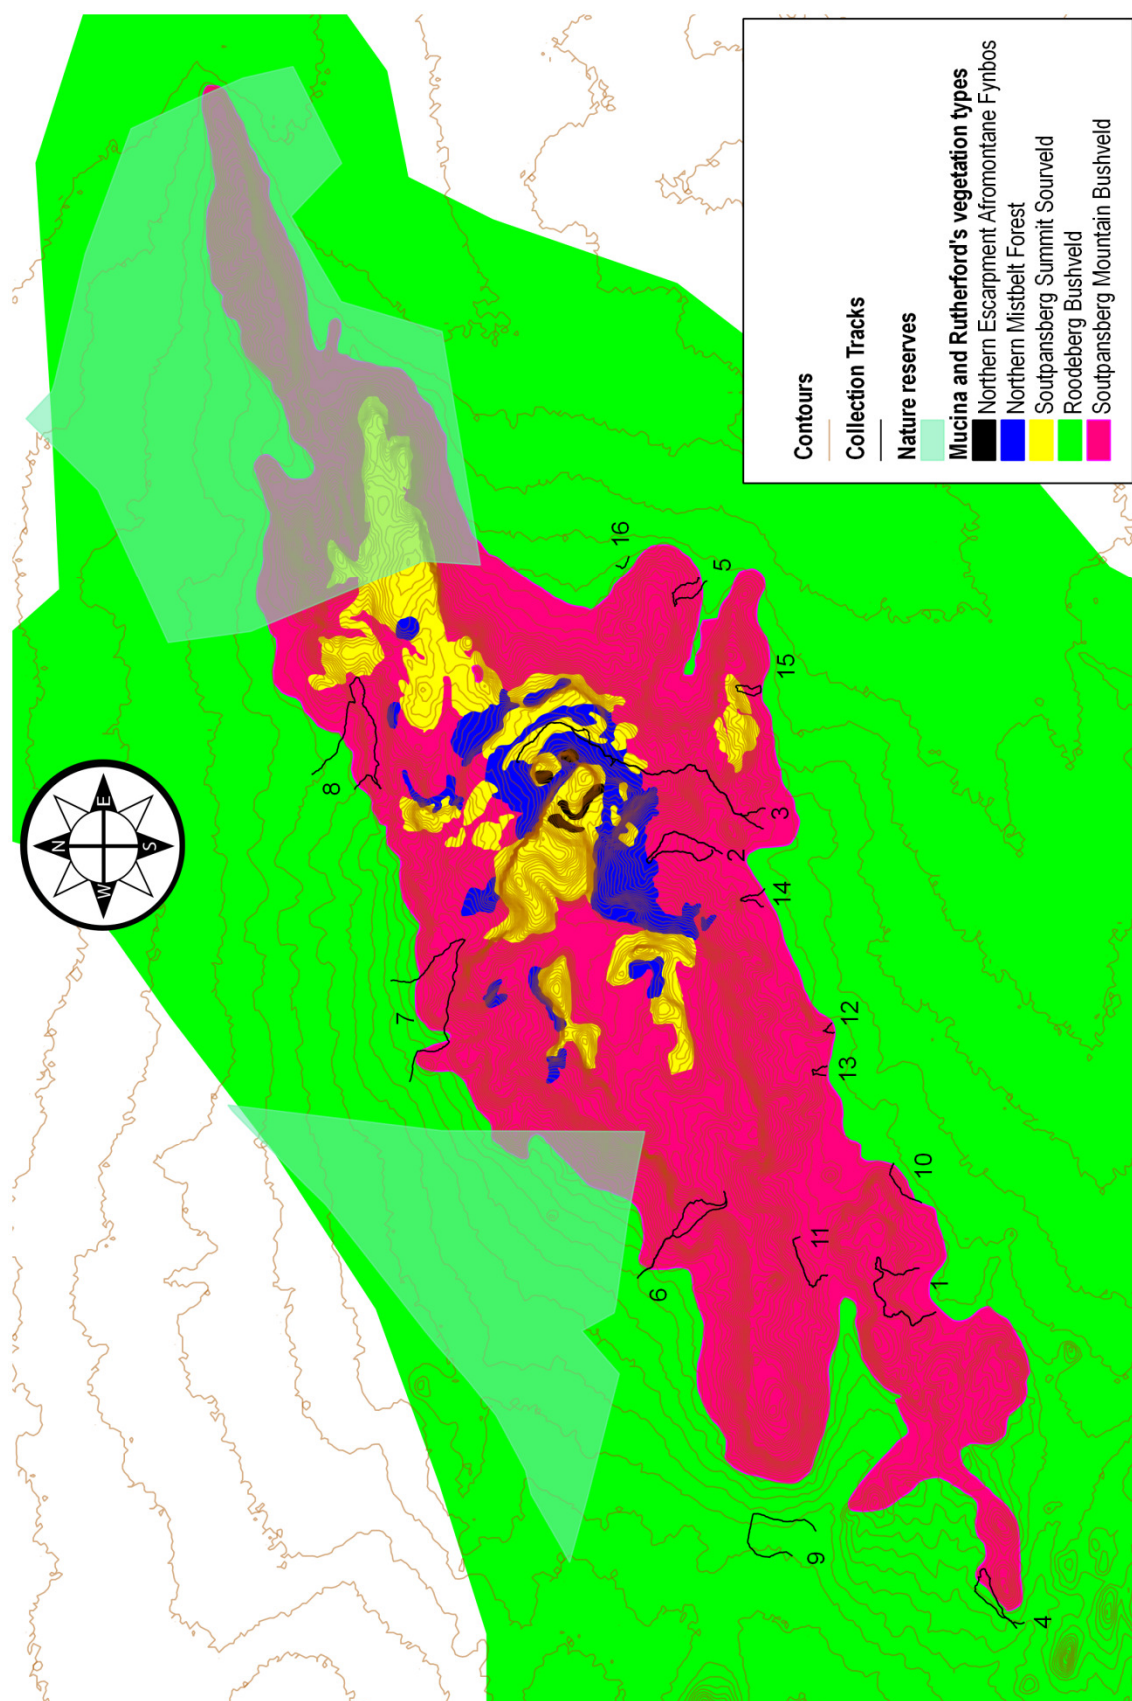 N
W
E
S
8
7
6
9
4
1
11
10
13
12
14
2
3
15
5
16
Contours
Collection Tracks
Nature reserves
Mucina and Rutherford's vegetation types
Northern Escarpment Afromontane Fynbos
Northern Mistbelt Forest
Soutpansberg Summit Sourveld
Roodeberg Bushveld
Soutpansberg Mountain Bushveld